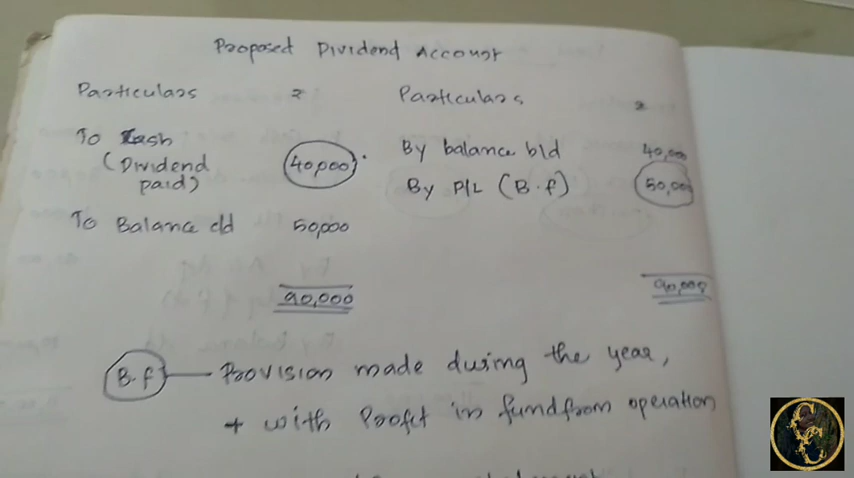 Proposed Dividend Account
Particulars ₹ Particulars ₹
To Cash 40,000 By balance b/d 40,000
(Dividend paid) By P/L (B.f) 50,000
To Balance c/d 50,000
90,000 90,000
B.f — Provision made during the year,
+ with Profit in fund from operation